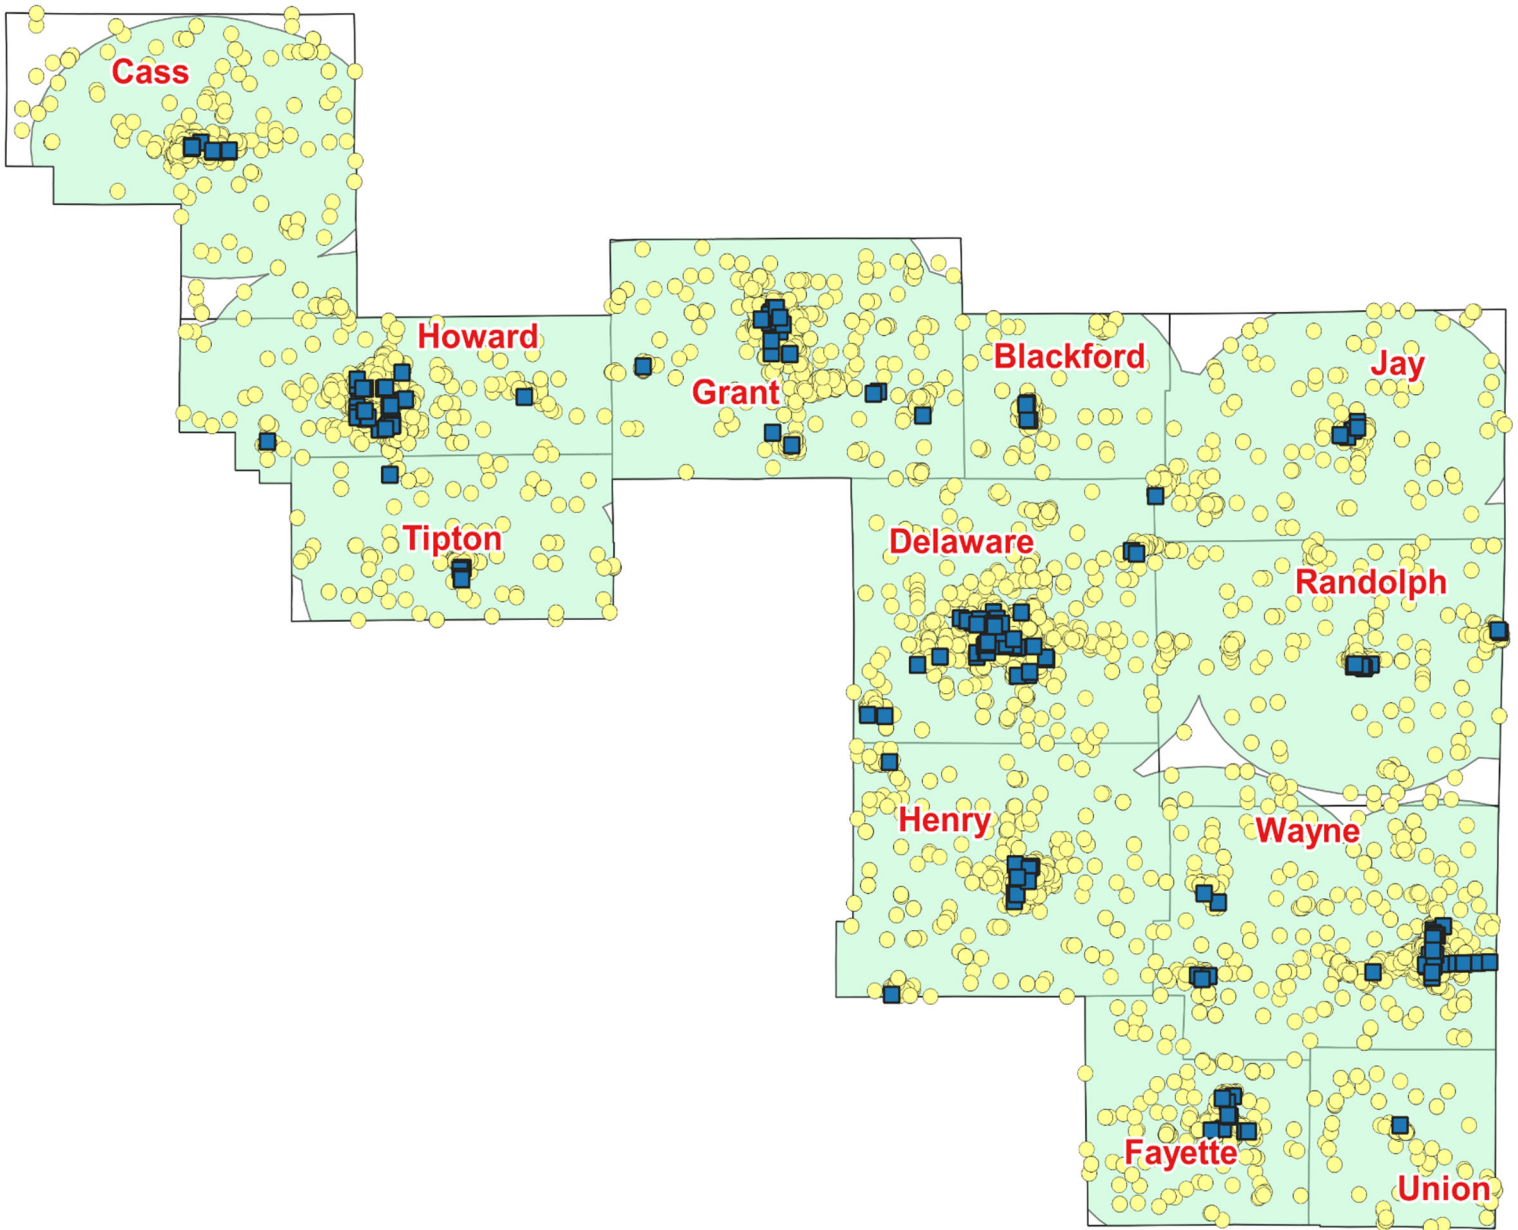 Cass
Howard
Blackford
Jay
Grant
Tipton
Delaware
Randolph
Henry
Wayne
Fayette
Union